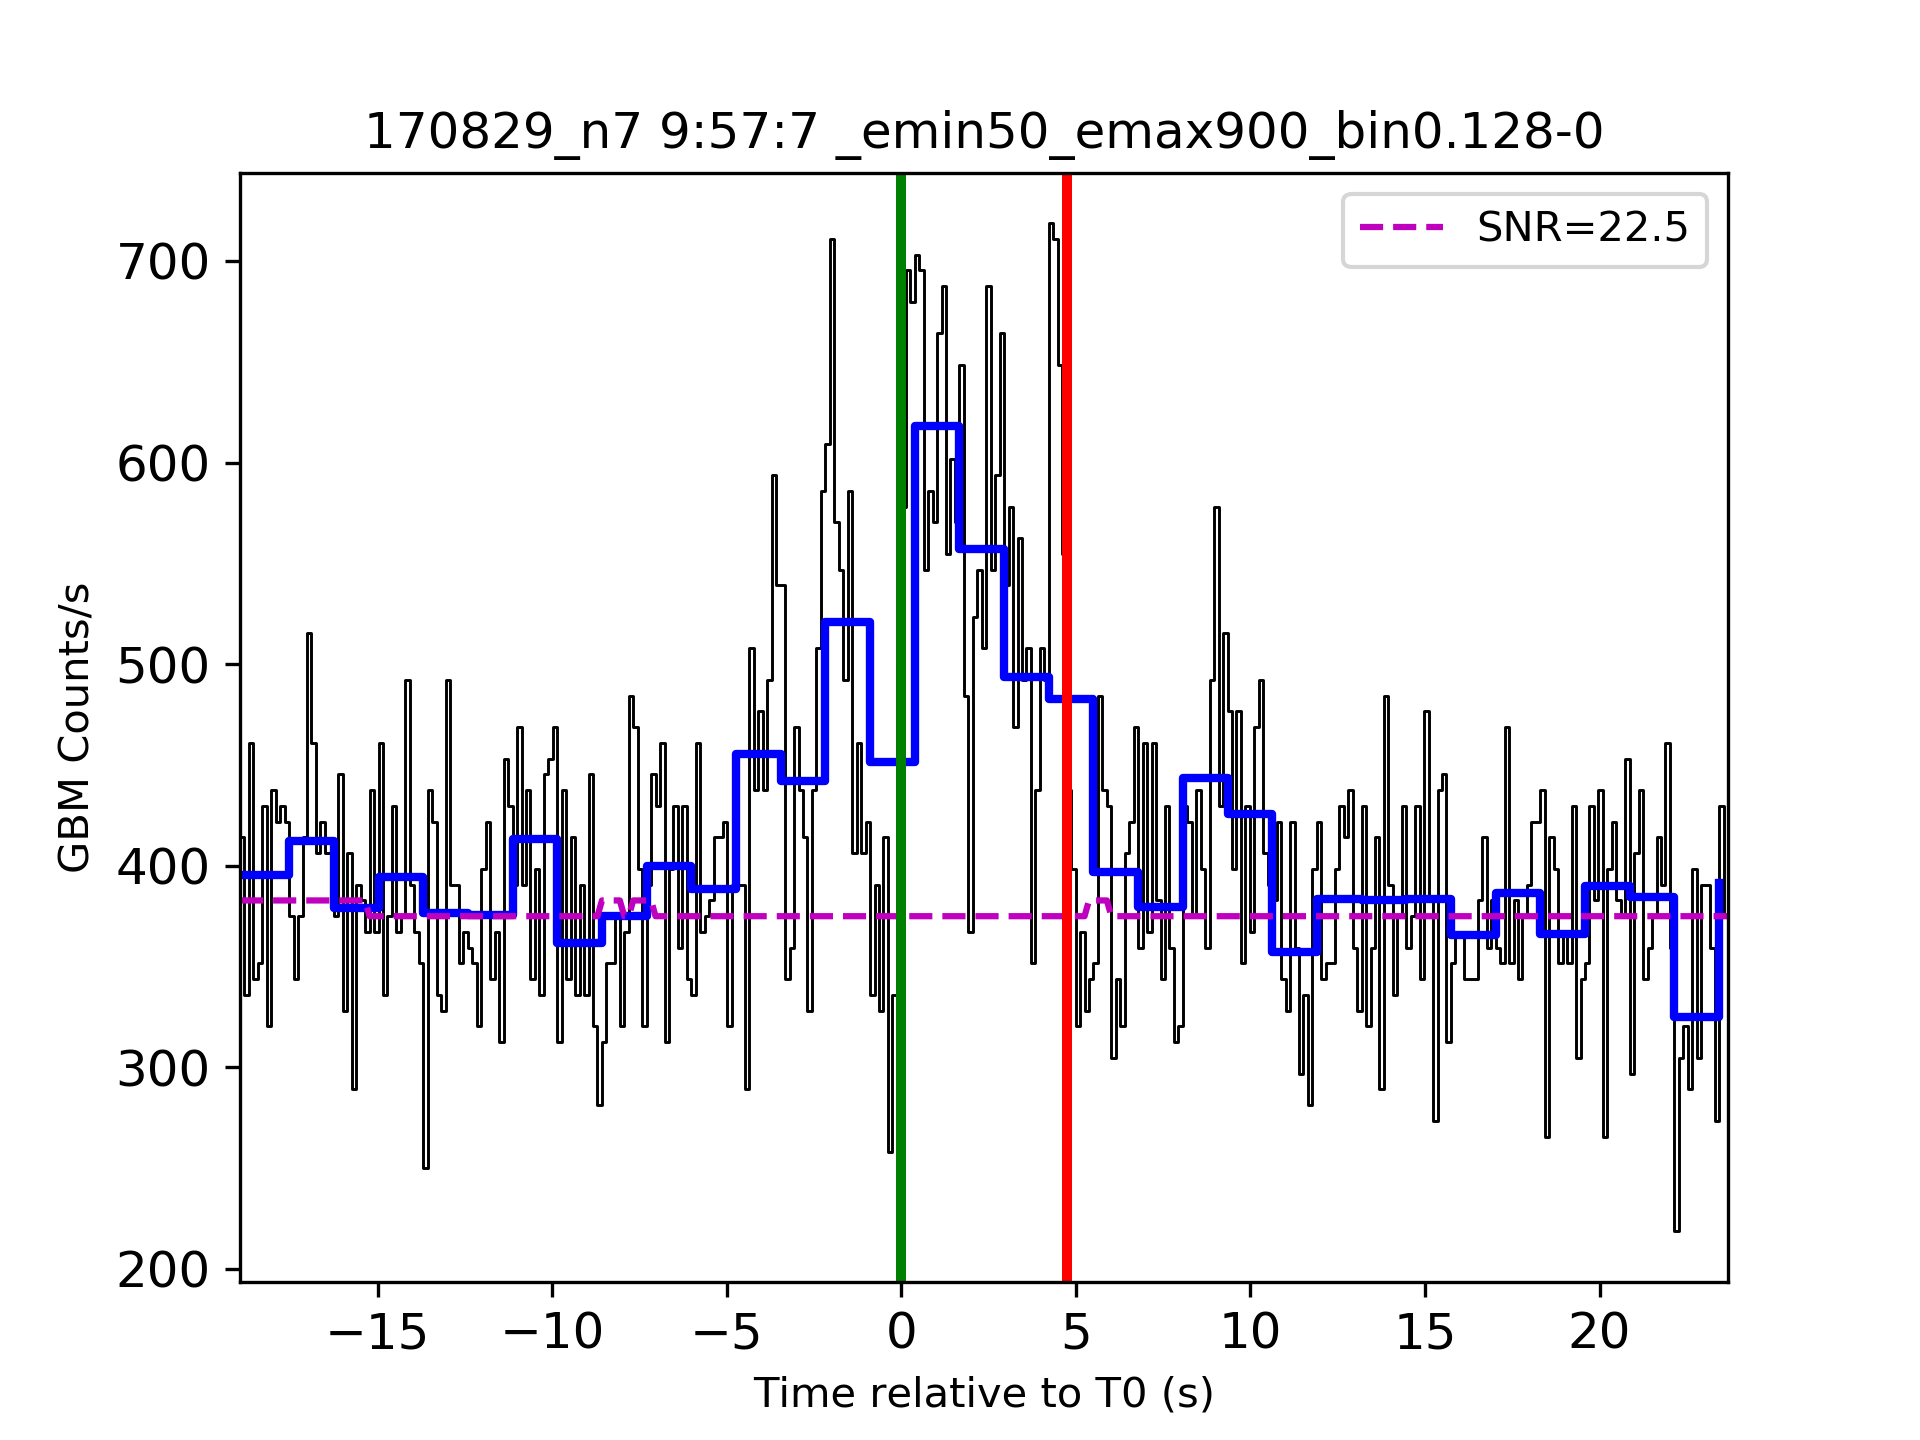 170829_n7 9:57:7 _emin50_emax900_bin0.128-0
SNR=22.5
GBM Counts/s
700
600
500
400
300
200
−15 −10 −5 0 5 10 15 20
Time relative to T0 (s)